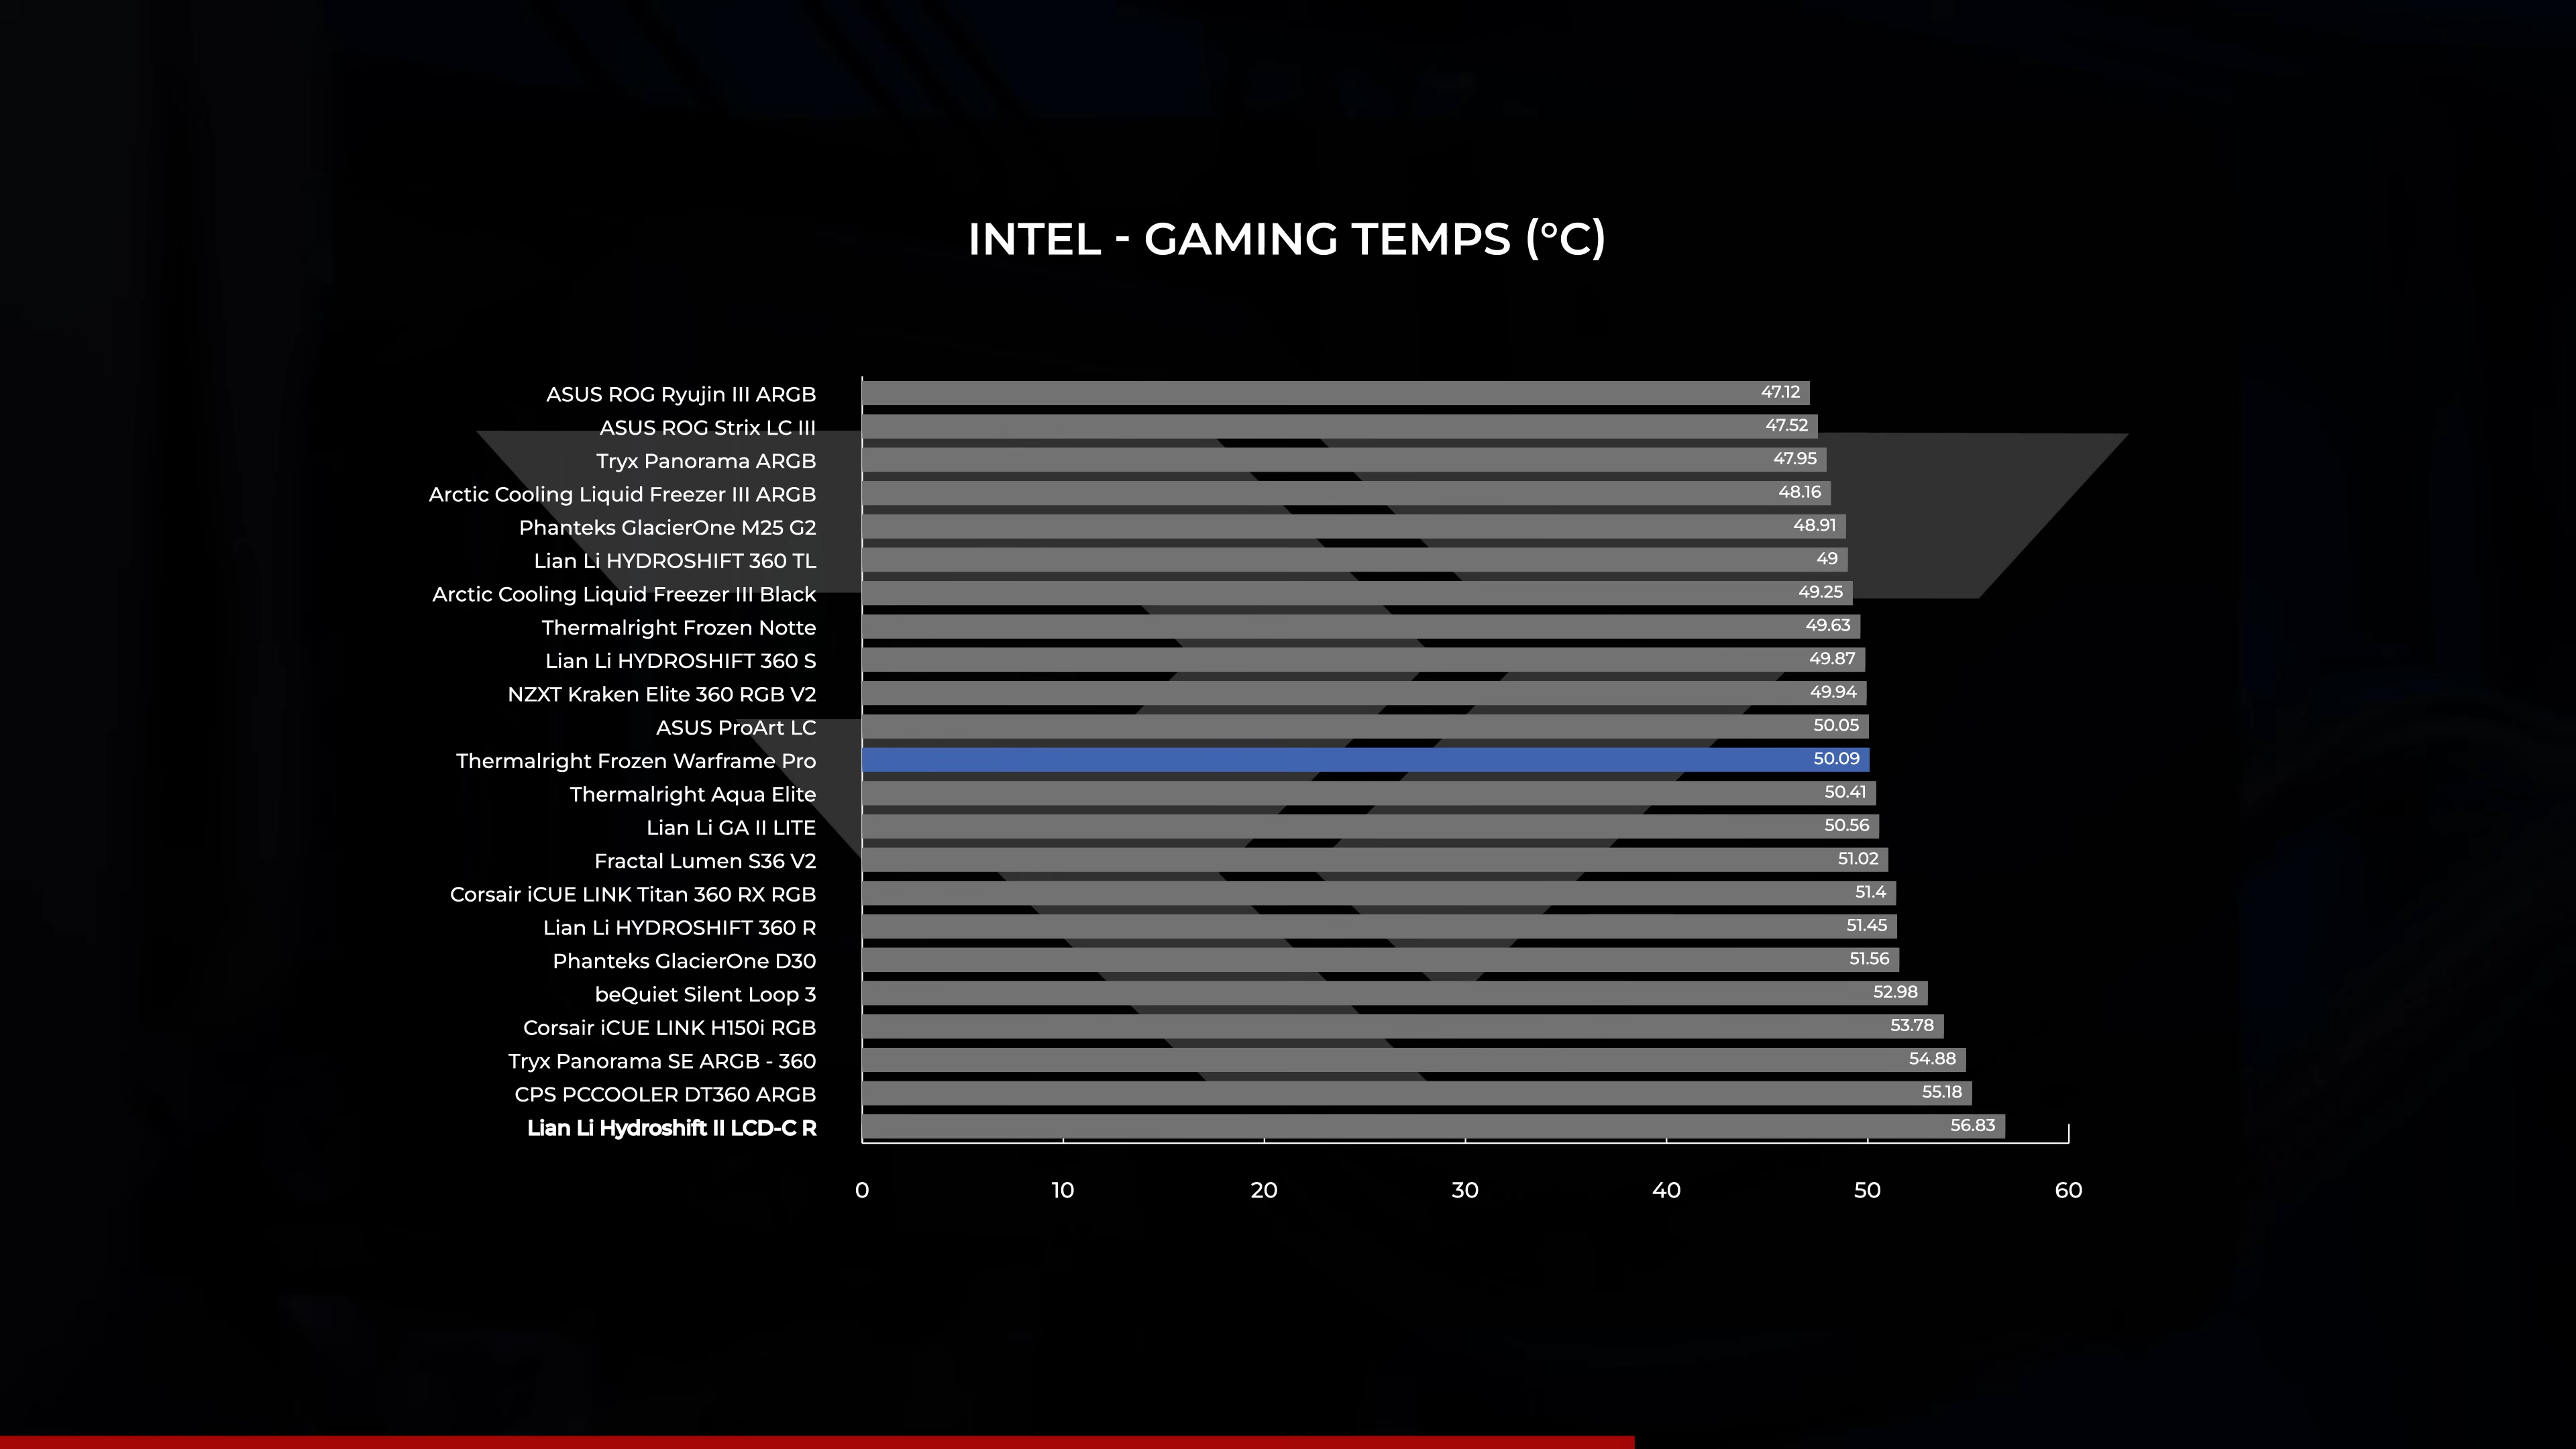 INTEL - GAMING TEMPS (°C)
ASUS ROG Ryujin III ARGB 47.12
ASUS ROG Strix LC III 47.52
Tryx Panorama ARGB 47.95
Arctic Cooling Liquid Freezer III ARGB 48.16
Phanteks GlacierOne M25 G2 48.91
Lian Li HYDROSHIFT 360 TL 49
Arctic Cooling Liquid Freezer III Black 49.25
Thermalright Frozen Notte 49.63
Lian Li HYDROSHIFT 360 S 49.87
NZXT Kraken Elite 360 RGB V2 49.94
ASUS ProArt LC 50.05
Thermalright Frozen Warframe Pro 50.09
Thermalright Aqua Elite 50.41
Lian Li GA II LITE 50.56
Fractal Lumen S36 V2 51.02
Corsair iCUE LINK Titan 360 RX RGB 51.4
Lian Li HYDROSHIFT 360 R 51.45
Phanteks GlacierOne D30 51.56
beQuiet Silent Loop 3 52.98
Corsair iCUE LINK H150i RGB 53.78
Tryx Panorama SE ARGB - 360 54.88
CPS PCCOOLER DT360 ARGB 55.18
Lian Li Hydroshift II LCD-C R 56.83
0 10 20 30 40 50 60